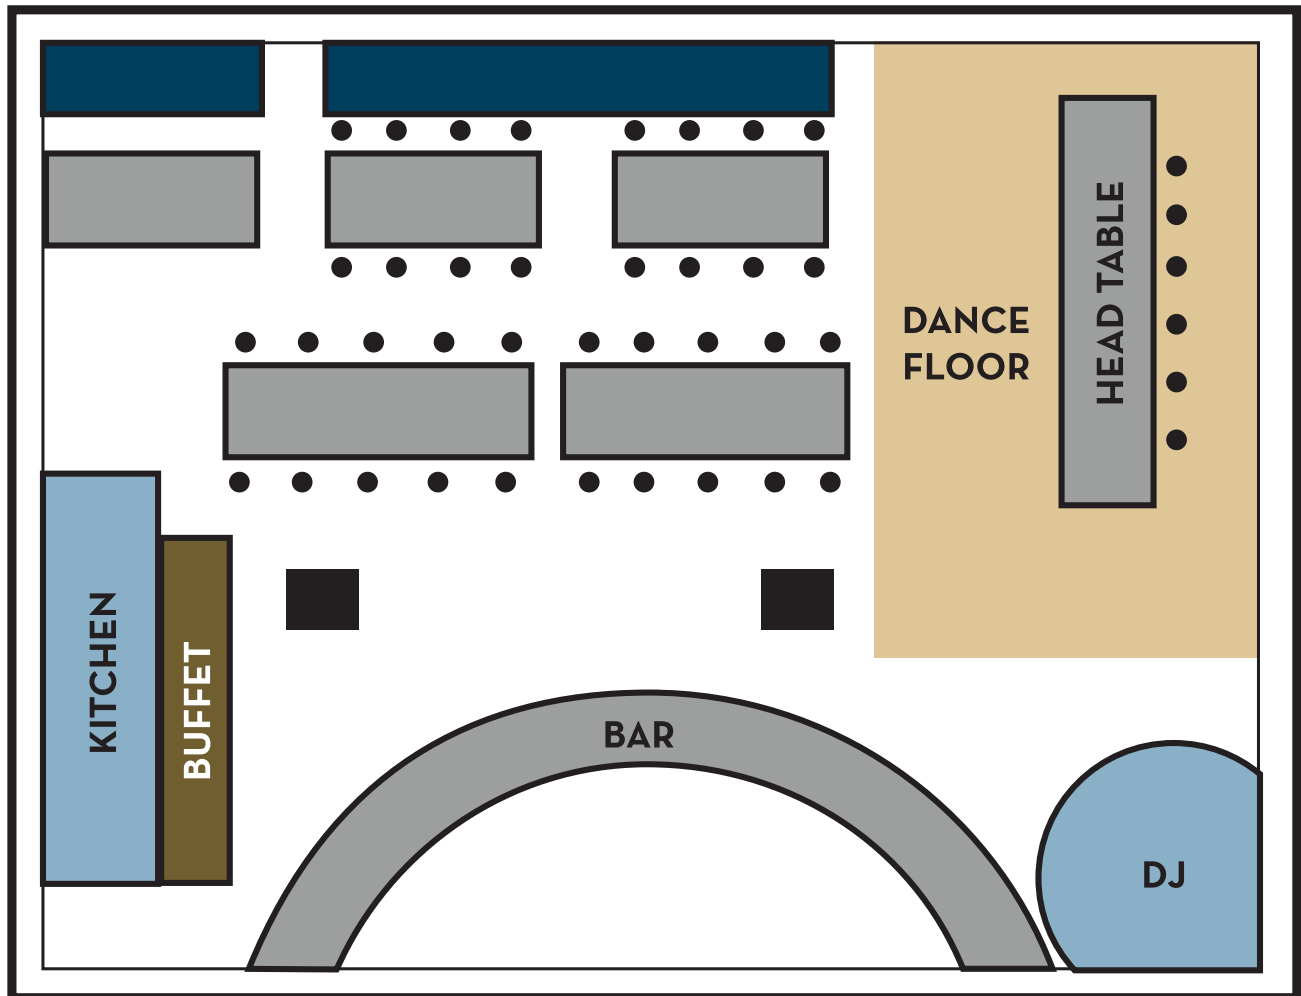 DANCE
FLOOR
HEAD TABLE
KITCHEN
BUFFET
BAR
DJ